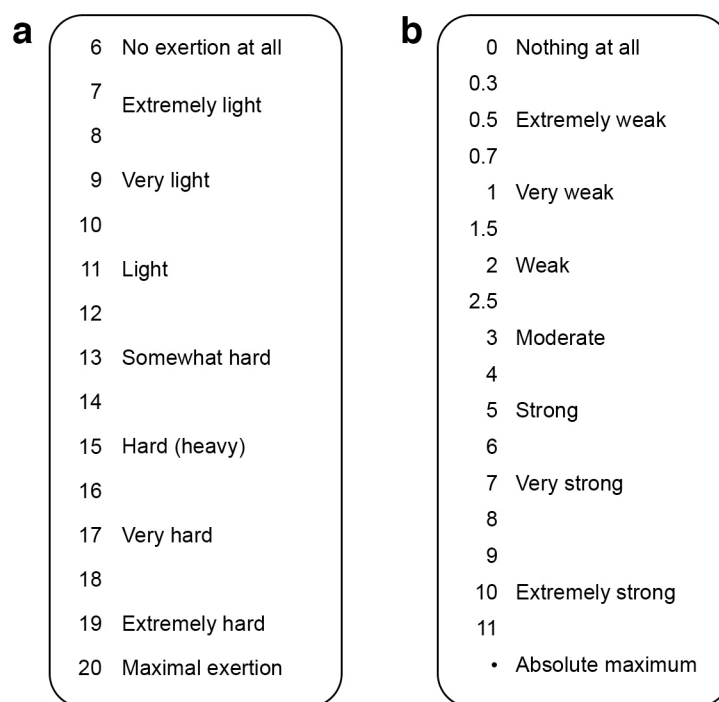 a
6 No exertion at all
7
Extremely light
8
9 Very light
10
11 Light
12
13 Somewhat hard
14
15 Hard (heavy)
16
17 Very hard
18
19 Extremely hard
20 Maximal exertion
b
0 Nothing at all
0.3
0.5 Extremely weak
0.7
1 Very weak
1.5
2 Weak
2.5
3 Moderate
4
5 Strong
6
7 Very strong
8
9
10 Extremely strong
11
• Absolute maximum